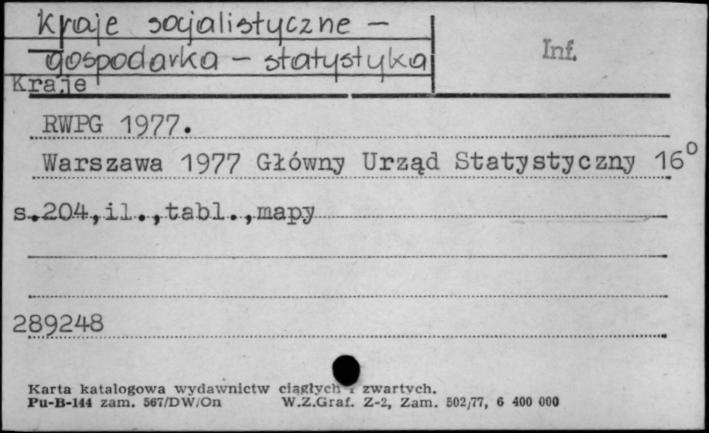 Kraje socjalistyczne –
gospodarka – statystyka
Inf.
Kraje
RWPG 1977.
Warszawa 1977 Główny Urząd Statystyczny 16°
s.204,il.,tabl.,mapy
289248
Karta katalogowa wydawnictw ciągłych i zwartych.
Pu-B-144 zam. 567/DW/On W.Z.Graf. Z-2, Zam. 502/77, 6 400 000